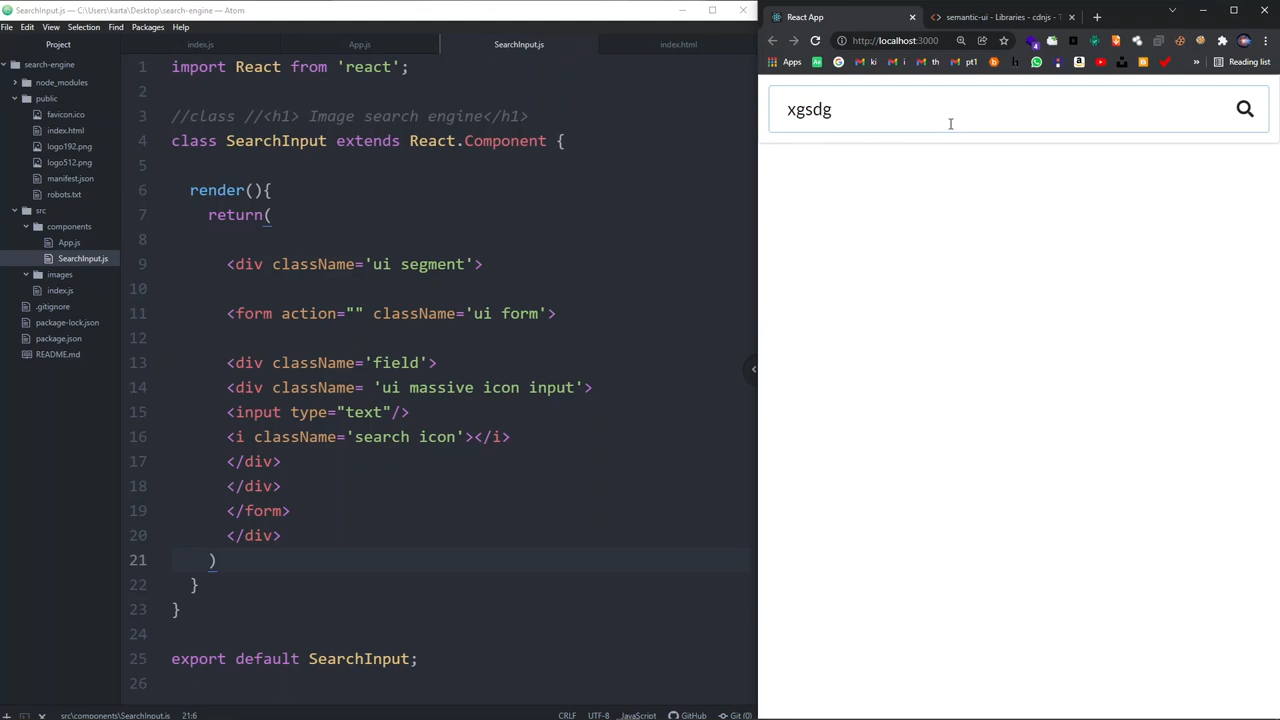 SearchInput.js — C:\Users\karta\Desktop\search-engine — Atom
File Edit View Selection Find Packages Help
Project
search-engine
node_modules
public
favicon.ico
index.html
logo192.png
logo512.png
manifest.json
robots.txt
src
components
App.js
SearchInput.js
images
index.js
.gitignore
package-lock.json
package.json
README.md
index.js App.js SearchInput.js index.html
1 import React from 'react';
2
3 //class //<h1> Image search engine</h1>
4 class SearchInput extends React.Component {
5
6 render(){
7 return(
8
9 <div className='ui segment'>
10
11 <form action="" className='ui form'>
12
13 <div className='field'>
14 <div className= 'ui massive icon input'>
15 <input type="text"/>
16 <i className='search icon'></i>
17 </div>
18 </div>
19 </form>
20 </div>
21 )
22 }
23 }
24
25 export default SearchInput;
26
src\components\SearchInput.js 21:6 CRLF UTF-8 JavaScript GitHub Git (0)
React App semantic-ui - Libraries - cdnjs - T
http://localhost:3000
Apps ki i th pt1 Reading list
xgsdg